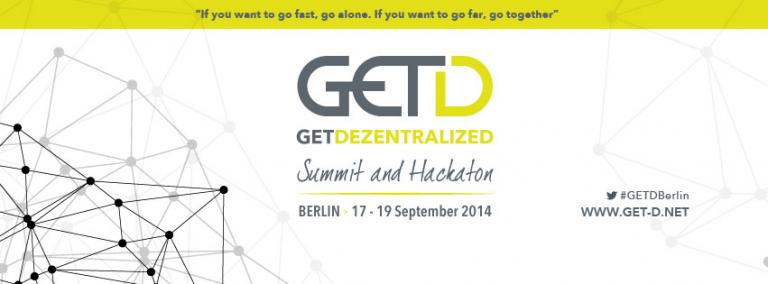 "If you want to go fast, go alone. If you want to go far, go together"
GETD
GETDEZENTRALIZED
Summit and Hackaton
BERLIN > 17 - 19 September 2014
#GETDBerlin
WWW.GET-D.NET